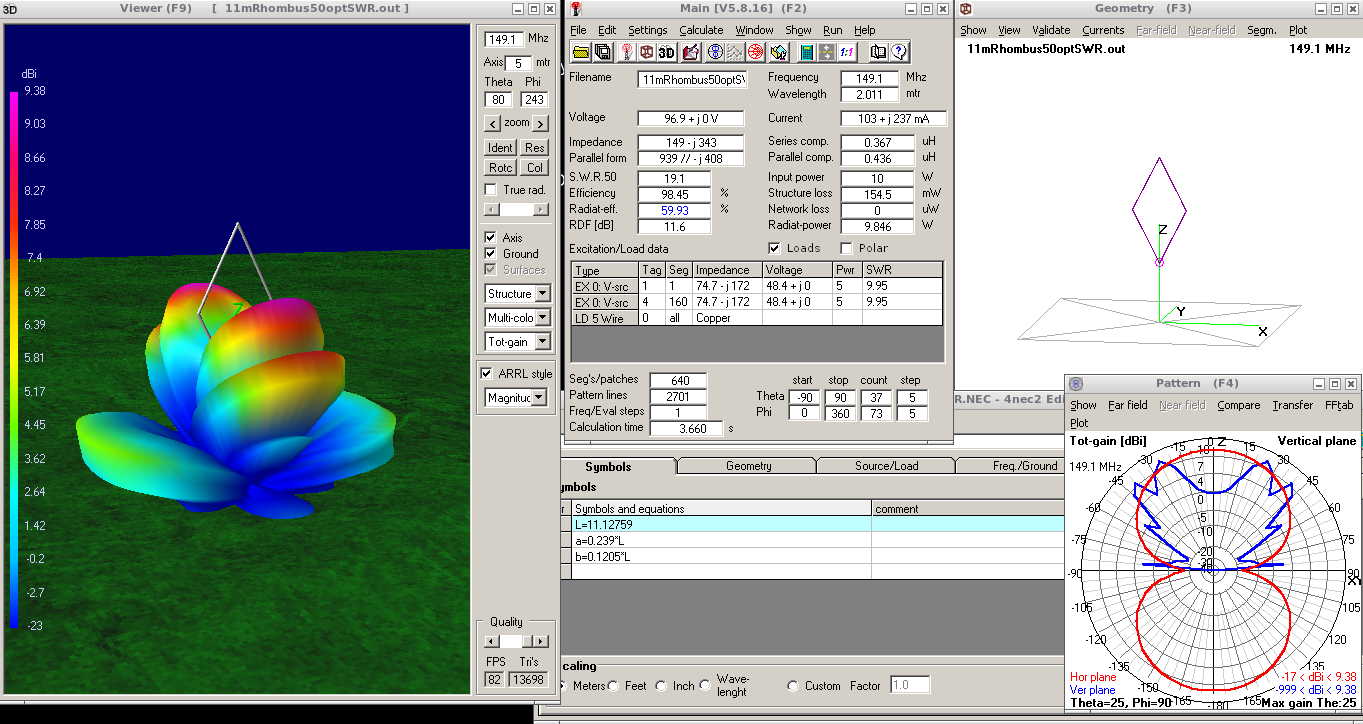 3D Viewer (F9) [ 11mRhombus50optSWR.out ]
dBi
9.38
9.03
8.66
8.27
7.85
7.4
6.92
6.39
5.81
5.17
4.45
3.62
2.64
1.42
-0.2
-2.7
-23
Z
149.1 Mhz
Axis 5 mtr
Theta Phi
80 243
< zoom >
Ident Res
Rotc Col
True rad.
Axis
Ground
Surfaces
Structure
Multi-colo
Tot-gain
ARRL style
Magnituc
Quality
FPS Tri's
82 13698
Main [V5.8.16] (F2)
File Edit Settings Calculate Window Show Run Help
3D 1:1 ?
Filename 11mRhombus50optSW Frequency 149.1 Mhz
Wavelength 2.011 mtr
Voltage 96.9 + j 0 V Current 103 + j 237 mA
Impedance 149 - j 343 Series comp. 0.367 uH
Parallel form 939 // - j 408 Parallel comp. 0.436 uH
S.W.R.50 19.1 Input power 10 W
Efficiency 98.45 % Structure loss 154.5 mW
Radiat-eff. 59.93 % Network loss 0 uW
RDF [dB] 11.6 Radiat-power 9.846 W
Excitation/Load data Loads Polar
Type Tag Seg Impedance Voltage Pwr SWR
EX 0: V-src 1 1 74.7 - j 172 48.4 + j 0 5 9.95
EX 0: V-src 4 160 74.7 - j 172 48.4 + j 0 5 9.95
LD 5 Wire 0 all Copper
Seg's/patches 640 start stop count step
Pattern lines 2701 Theta -90 90 37 5
Freq/Eval steps 1 Phi 0 360 73 5
Calculation time 3.660 s
Geometry (F3)
Show View Validate Currents Far-field Near-field Segm. Plot
11mRhombus50optSWR.out 149.1 MHz
Z
Y
X
R.NEC - 4nec2 Edi
Symbols Geometry Source/Load Freq./Ground
ymbols
r Symbols and equations comment
L=11.12759
a=0.239*L
b=0.1205*L
caling
Meters Feet Inch Wave-lenght Custom Factor 1.0
Pattern (F4)
Show Far field Near field Compare Transfer FFtab
Plot
Tot-gain [dBi] Vertical plane
149.1 MHz
-15 0 Z 15
-30 30
-45 45
-60 60
-75 75
-90 90
XY
-105 105
-120 120
-135 135
-150
-165 165
-180
10
7
4
0
-5
-10
-20
-30
Hor plane -17 < dBi < 9.38
Ver plane -999 < dBi < 9.38
Theta=25, Phi=90 Max gain The:25